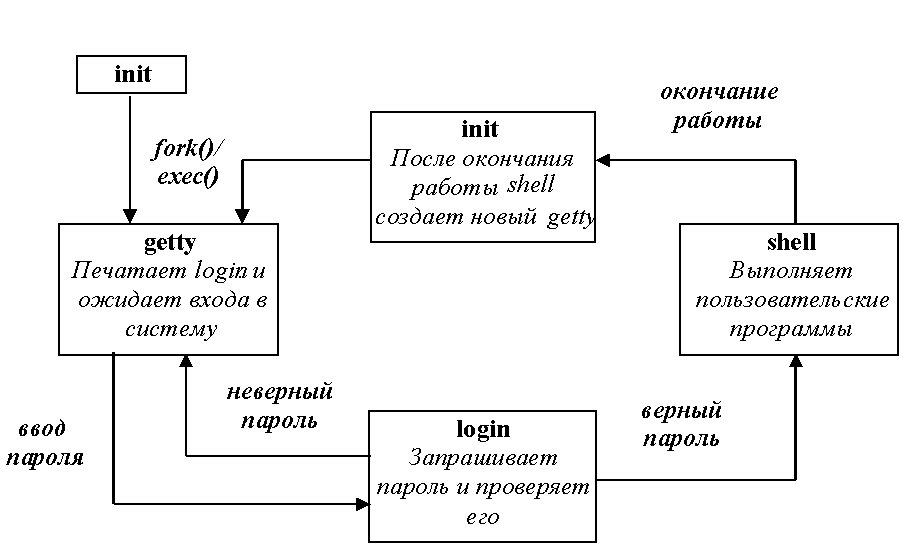 init
fork()/
exec()
init
После окончания
работы shell
создает новый getty
окончание
работы
getty
Печатает login и
ожидает входа в
систему
shell
Выполняет
пользовательские
программы
ввод
пароля
неверный
пароль
login
Запрашивает
пароль и проверяет
его
верный
пароль